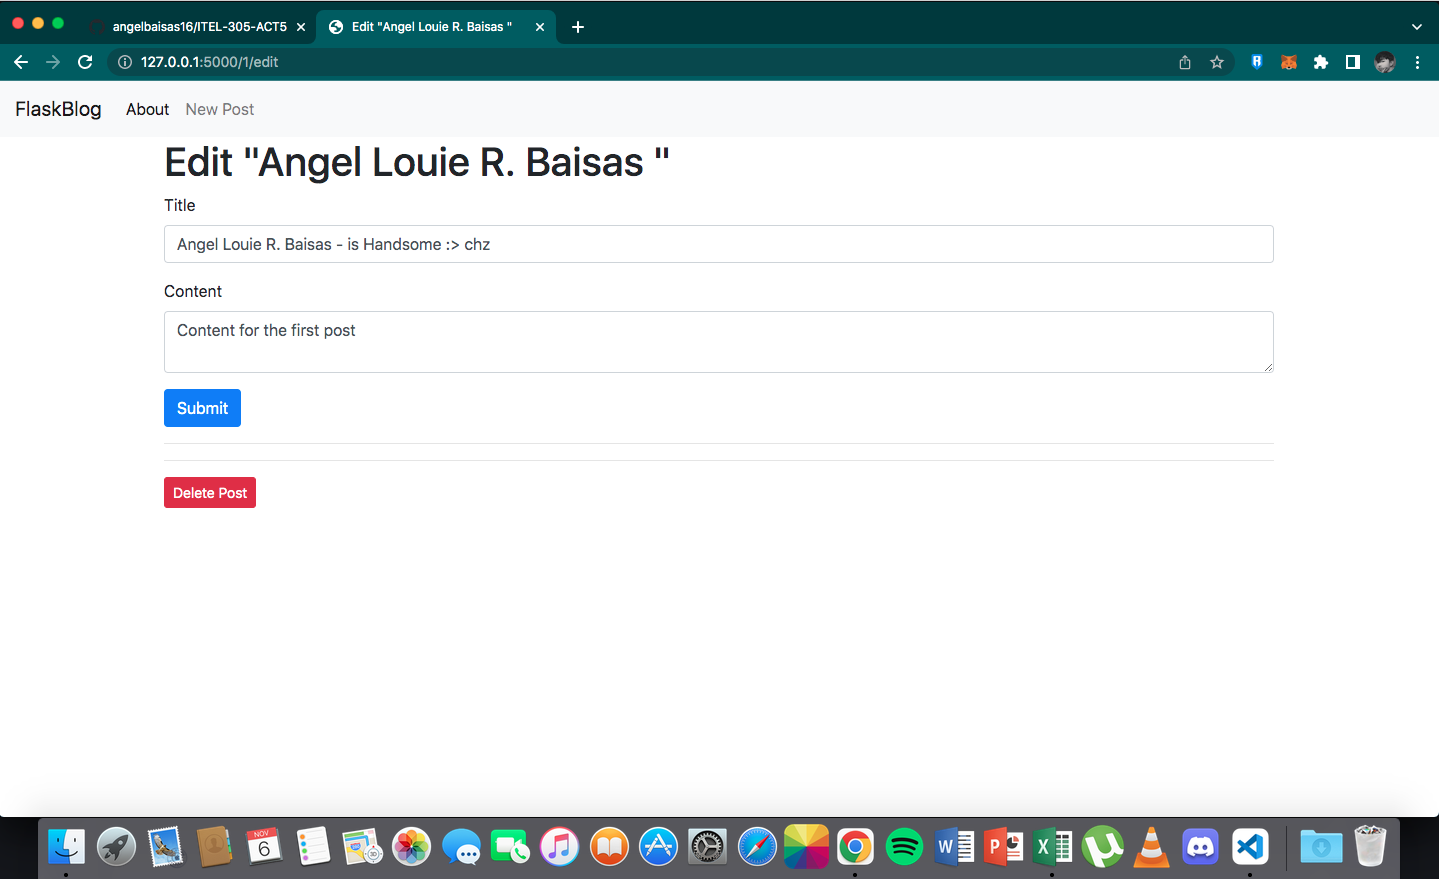 angelbaisas16/ITEL-305-ACT5
Edit "Angel Louie R. Baisas "
127.0.0.1:5000/1/edit
FlaskBlog About New Post
Edit "Angel Louie R. Baisas "
Title
Angel Louie R. Baisas - is Handsome :> chz
Content
Content for the first post
Submit
Delete Post
NOV
6